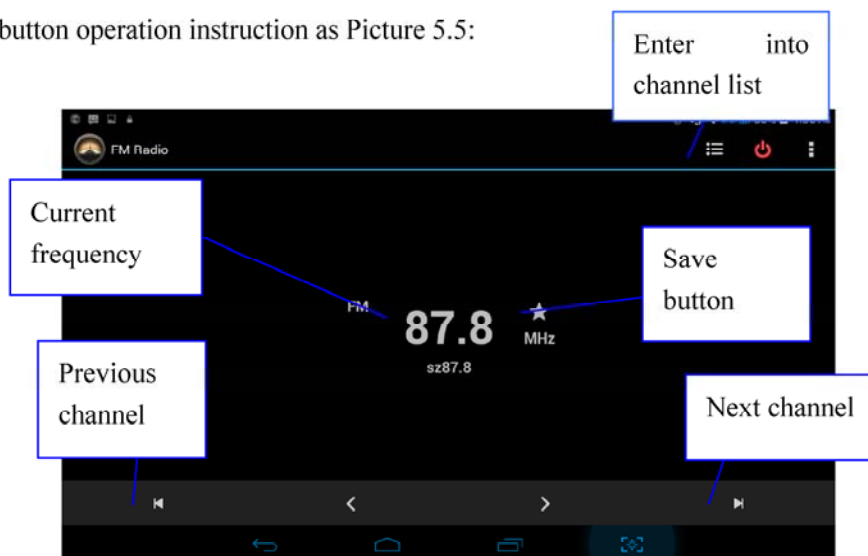 button operation instruction as Picture 5.5:
Enter into
channel list
FM Radio
Current
frequency
Save
button
FM
87.8
MHz
sz87.8
Previous
channel
Next channel